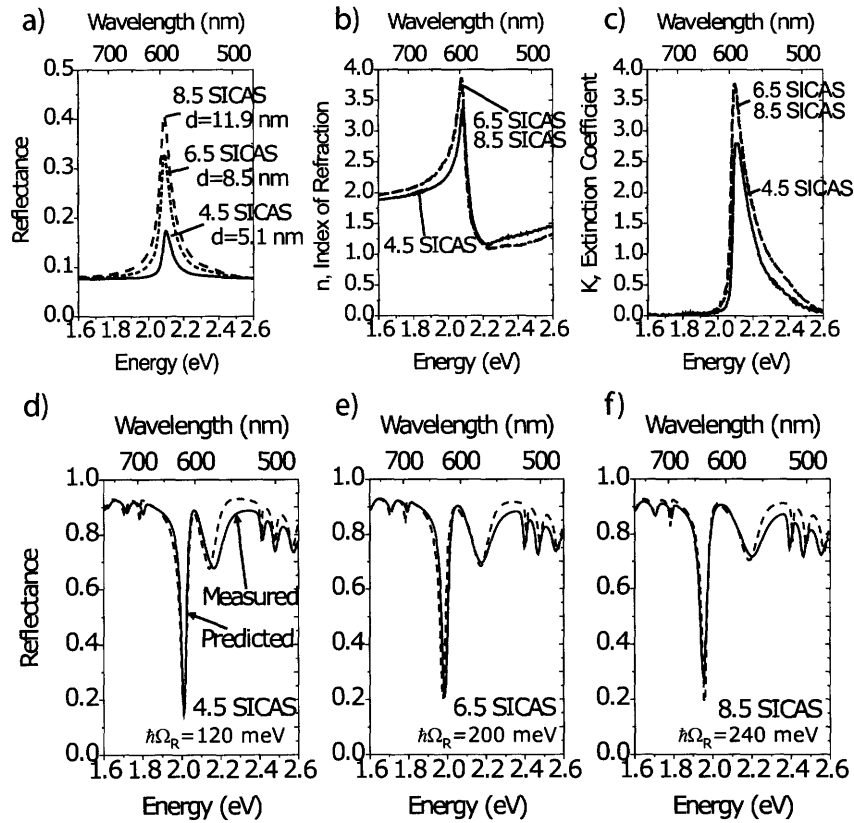 a)
Wavelength (nm)
700 600 500
0.5
0.4
0.3
0.2
0.1
0.0
Reflectance
8.5 SICAS
d=11.9 nm
6.5 SICAS
d=8.5 nm
4.5 SICAS
d=5.1 nm
1.6 1.8 2.0 2.2 2.4 2.6
Energy (eV)
b)
Wavelength (nm)
700 600 500
4.0
3.5
3.0
2.5
2.0
1.5
1.0
0.5
0.0
n, Index of Refraction
6.5 SICAS
8.5 SICAS
4.5 SICAS
1.6 1.8 2.0 2.2 2.4 2.6
Energy (eV)
c)
Wavelength (nm)
700 600 500
4.0
3.5
3.0
2.5
2.0
1.5
1.0
0.5
0.0
K, Extinction Coefficient
6.5 SICAS
8.5 SICAS
4.5 SICAS
1.6 1.8 2.0 2.2 2.4 2.6
Energy (eV)
d)
Wavelength (nm)
700 600 500
1.0
0.8
0.6
0.4
0.2
0.0
Reflectance
Measured
Predicted
4.5 SICAS
ℏΩ_R=120 meV
1.6 1.8 2.0 2.2 2.4 2.6
Energy (eV)
e)
Wavelength (nm)
700 600 500
1.0
0.8
0.6
0.4
0.2
0.0
6.5 SICAS
ℏΩ_R=200 meV
1.6 1.8 2.0 2.2 2.4 2.6
Energy (eV)
f)
Wavelength (nm)
700 600 500
1.0
0.8
0.6
0.4
0.2
0.0
8.5 SICAS
ℏΩ_R=240 meV
1.6 1.8 2.0 2.2 2.4 2.6
Energy (eV)